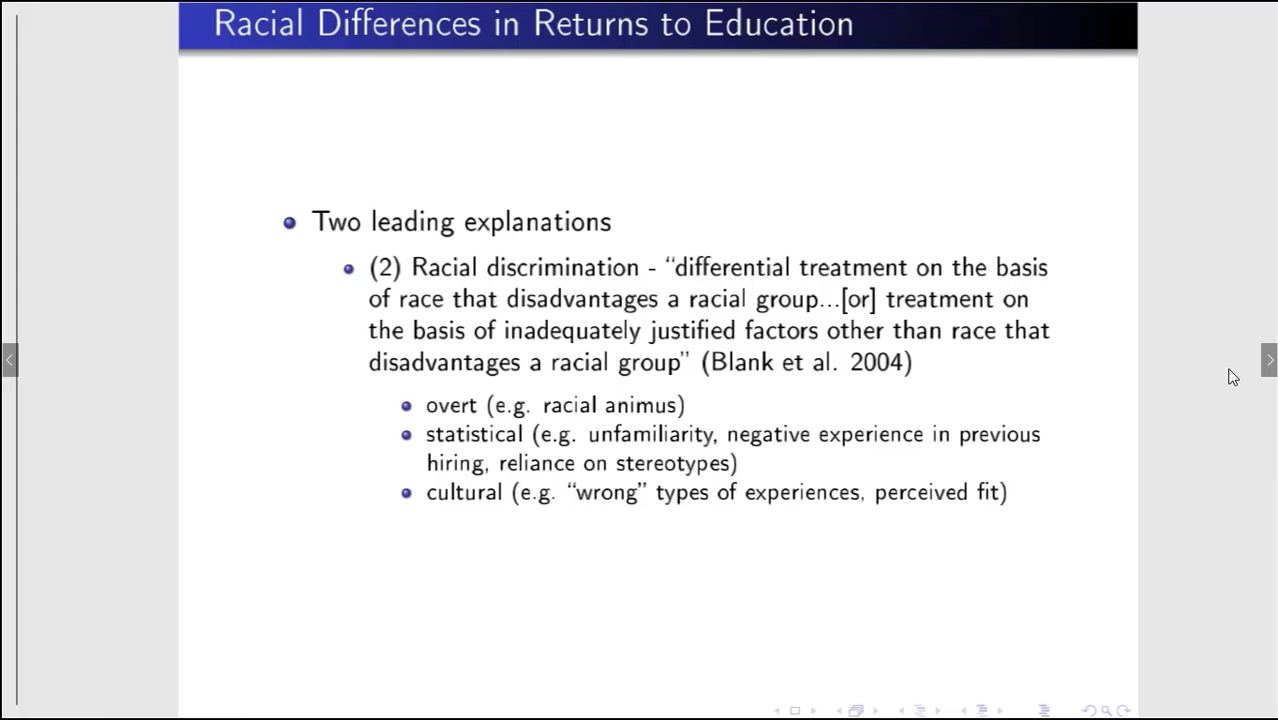 Racial Differences in Returns to Education
Two leading explanations
(2) Racial discrimination - “differential treatment on the basis
of race that disadvantages a racial group...[or] treatment on
the basis of inadequately justified factors other than race that
disadvantages a racial group” (Blank et al. 2004)
overt (e.g. racial animus)
statistical (e.g. unfamiliarity, negative experience in previous
hiring, reliance on stereotypes)
cultural (e.g. “wrong” types of experiences, perceived fit)